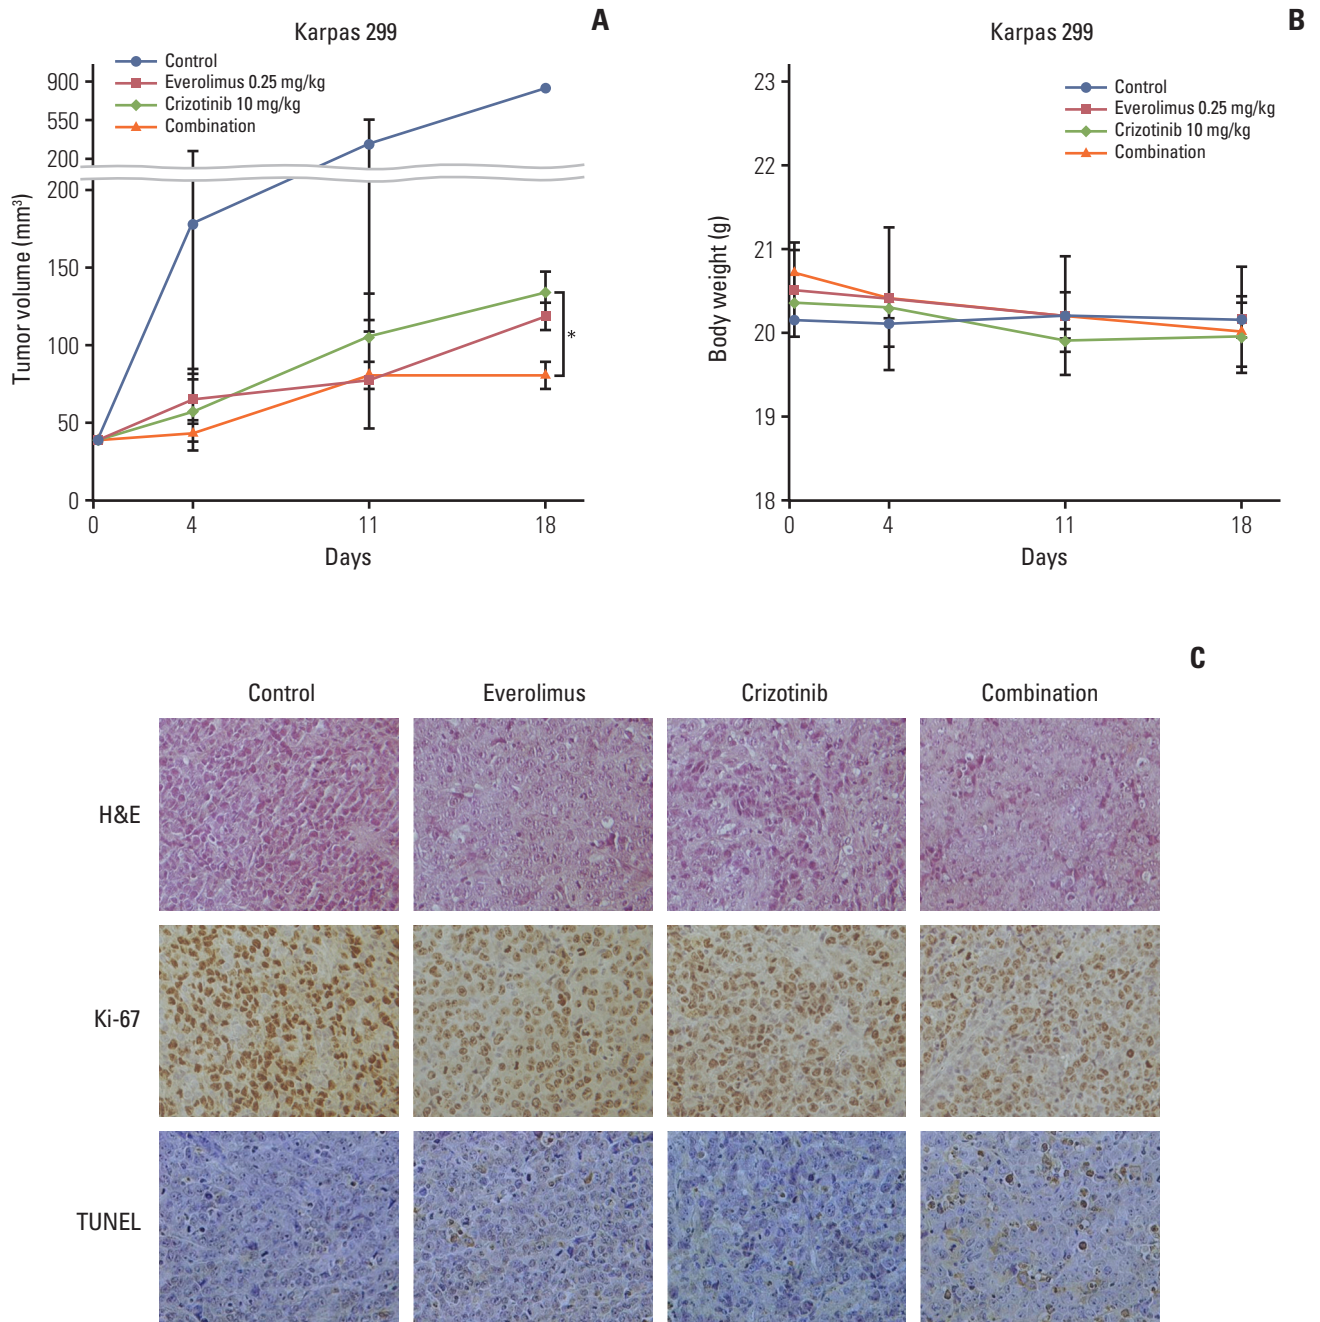 A
Karpas 299
Control
Everolimus 0.25 mg/kg
Crizotinib 10 mg/kg
Combination
Tumor volume (mm³)
900
550
200
200
150
100
50
0
*
0 4 11 18
Days
B
Karpas 299
Control
Everolimus 0.25 mg/kg
Crizotinib 10 mg/kg
Combination
Body weight (g)
23
22
21
20
19
18
0 4 11 18
Days
C
Control Everolimus Crizotinib Combination
H&E
Ki-67
TUNEL